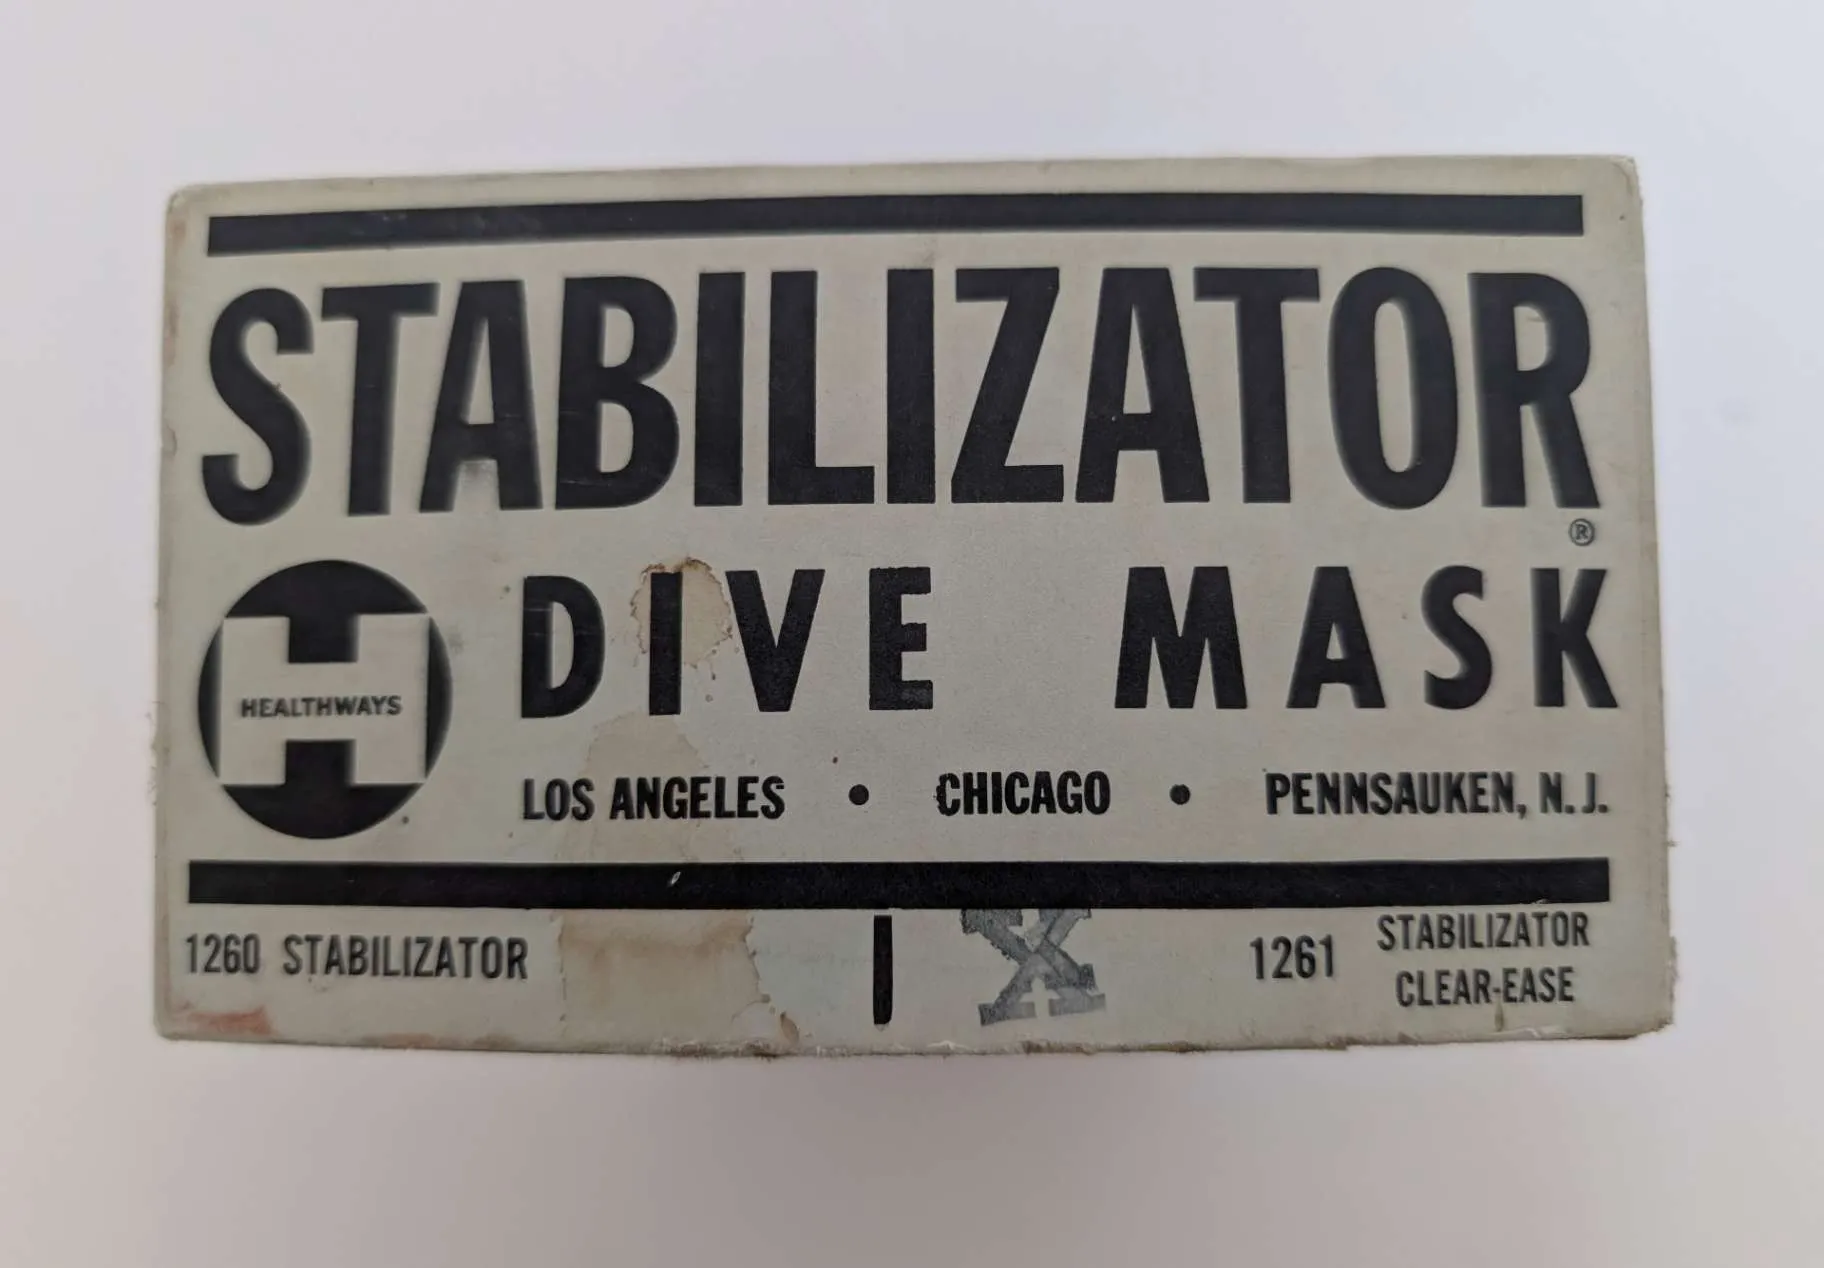 STABILIZATOR
®
DIVE MASK
HEALTHWAYS
LOS ANGELES • CHICAGO • PENNSAUKEN, N.J.
1260 STABILIZATOR X 1261 STABILIZATOR
CLEAR-EASE